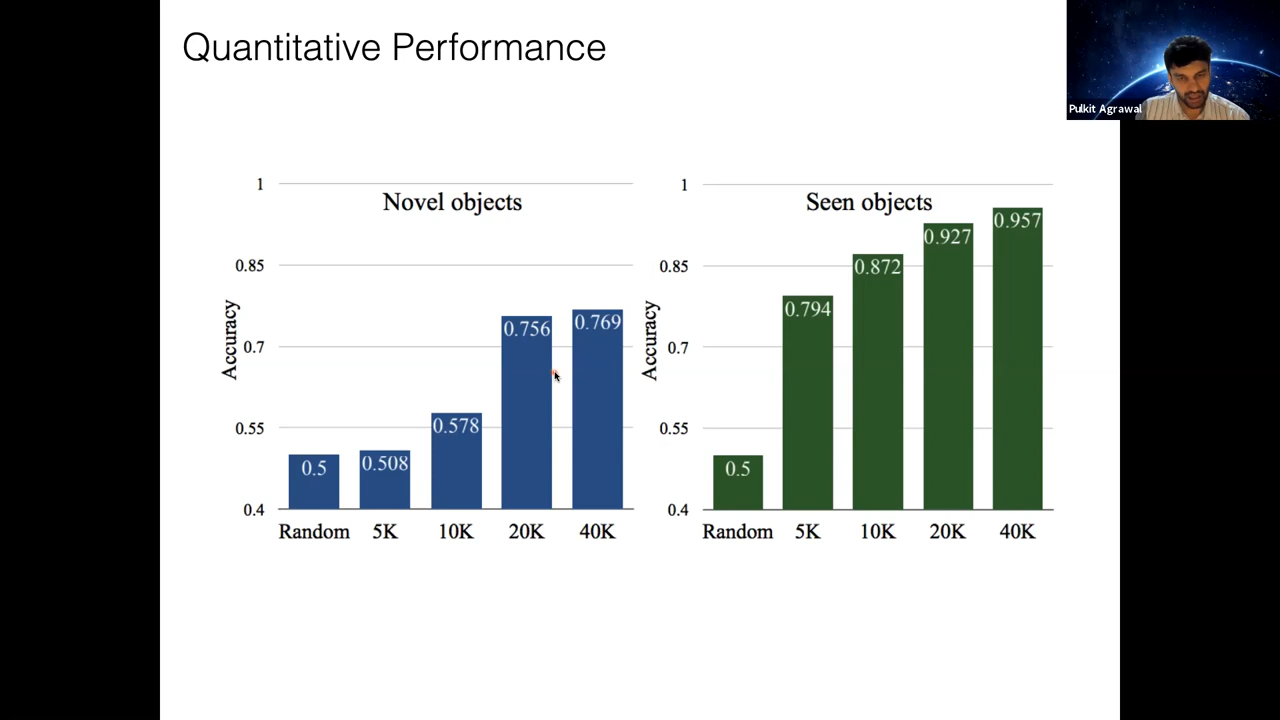 Quantitative Performance
Pulkit Agrawal
Novel objects
1
0.85
0.7
0.55
0.4
Accuracy
0.5
0.508
0.578
0.756
0.769
Random 5K 10K 20K 40K
Seen objects
1
0.85
0.7
0.55
0.4
Accuracy
0.5
0.794
0.872
0.927
0.957
Random 5K 10K 20K 40K